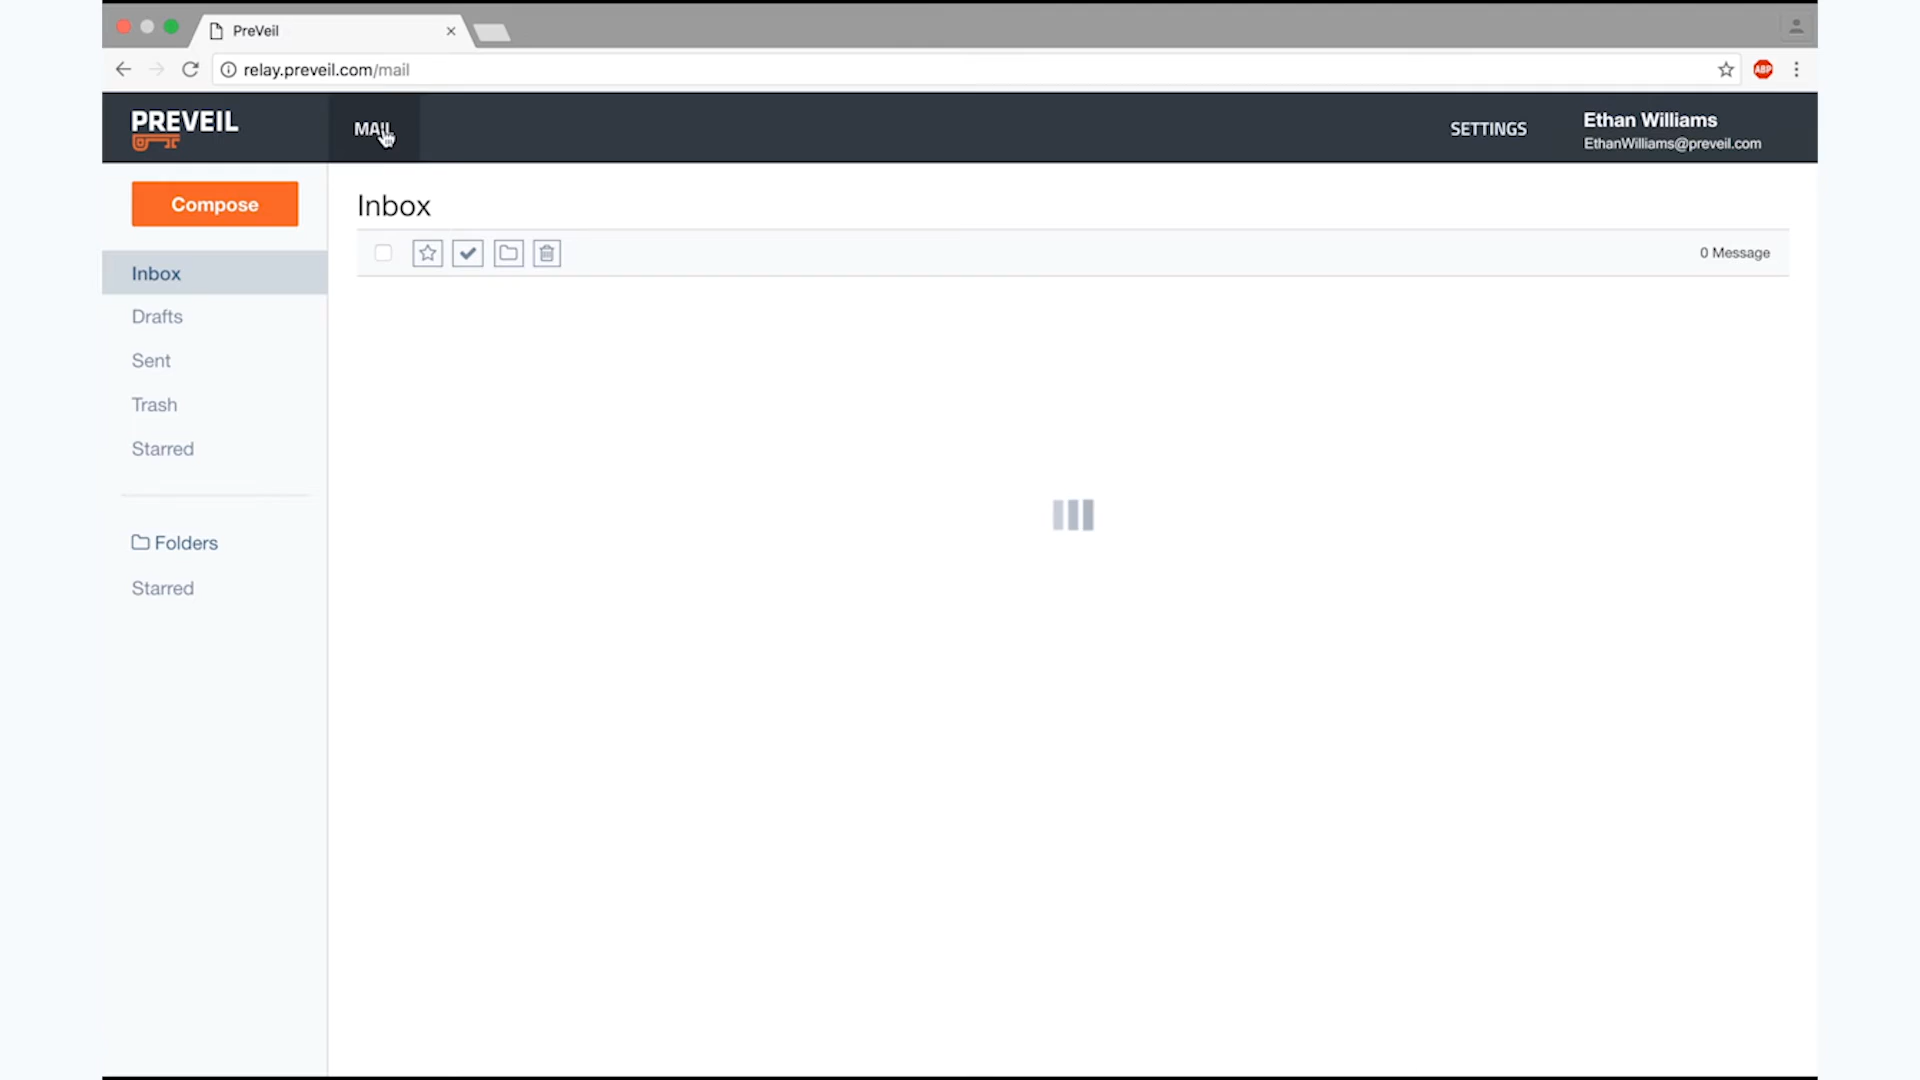 PreVeil
relay.preveil.com/mail
ABP
PREVEIL
MAIL
SETTINGS
Ethan Williams
EthanWilliams@preveil.com
Compose
Inbox
0 Message
Inbox
Drafts
Sent
Trash
Starred
Folders
Starred